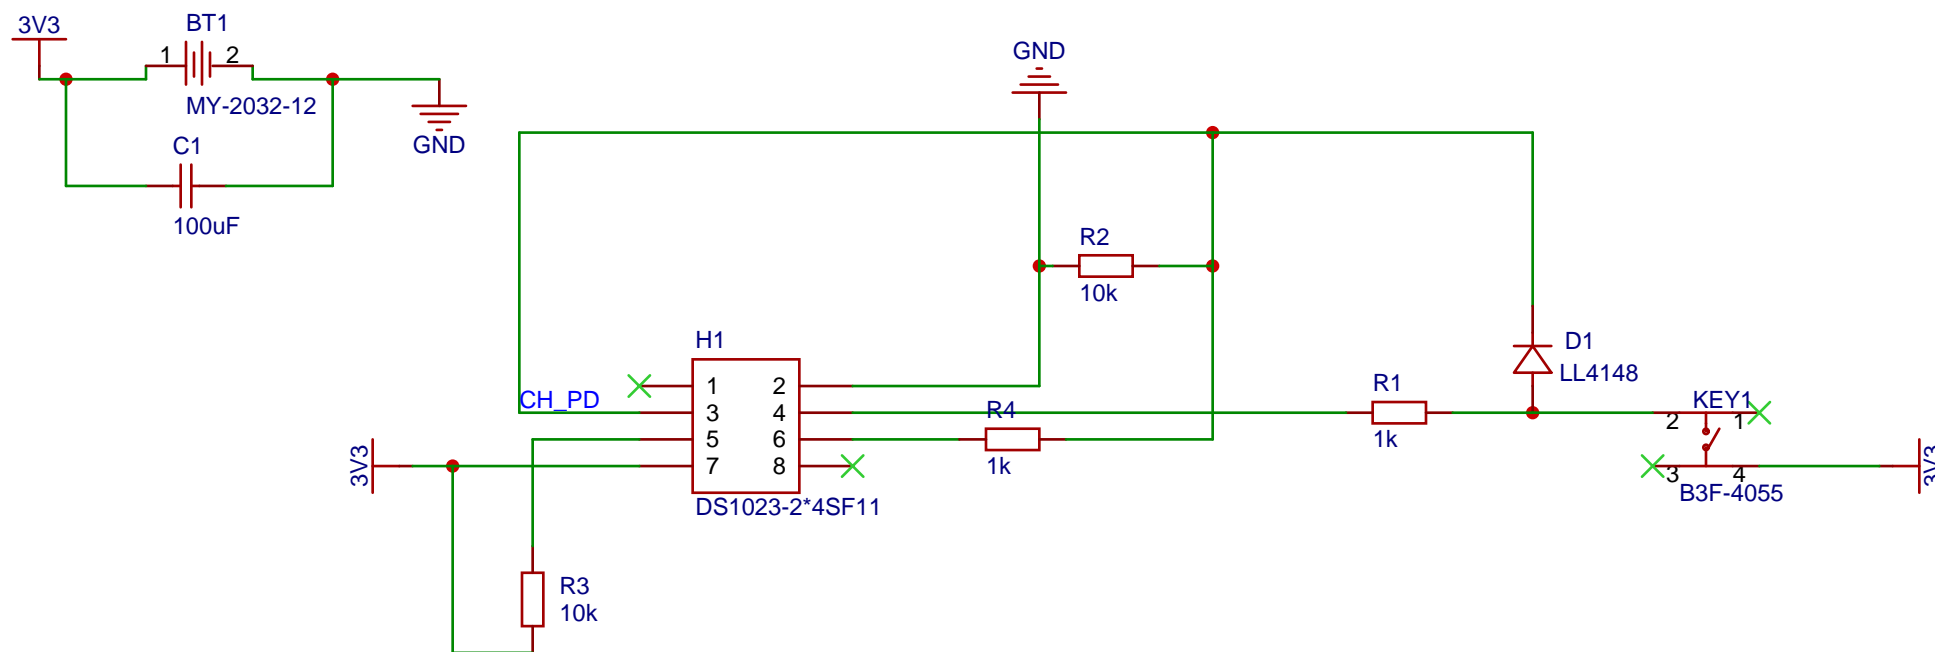 3V3
BT1
1
2
MY-2032-12
GND
C1
100uF
GND
R2
10k
H1
1
2
3
4
5
6
7
8
DS1023-2*4SF11
CH_PD
3V3
R4
1k
R3
10k
R1
1k
D1
LL4148
KEY1
2
1
3
4
B3F-4055
3V3